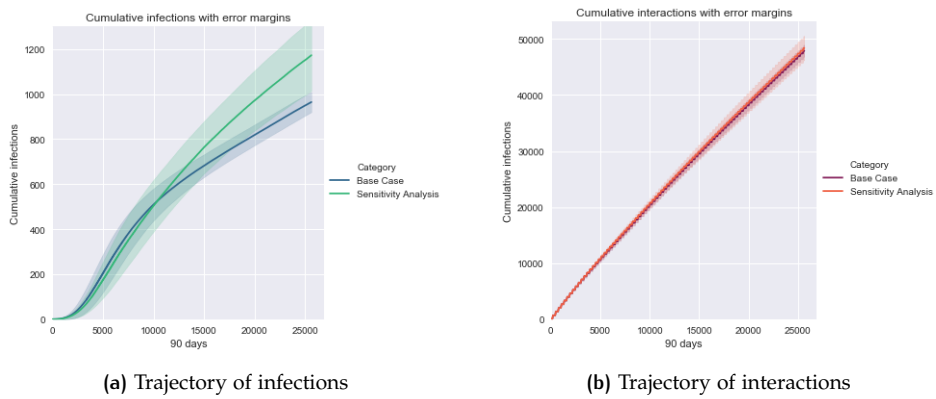 Cumulative infections with error margins
1200
1000
800
600
400
200
0
Cumulative infections
0 5000 10000 15000 20000 25000
90 days
Category
Base Case
Sensitivity Analysis
(a) Trajectory of infections
Cumulative interactions with error margins
50000
40000
30000
20000
10000
0
Cumulative infections
0 5000 10000 15000 20000 25000
90 days
Category
Base Case
Sensitivity Analysis
(b) Trajectory of interactions